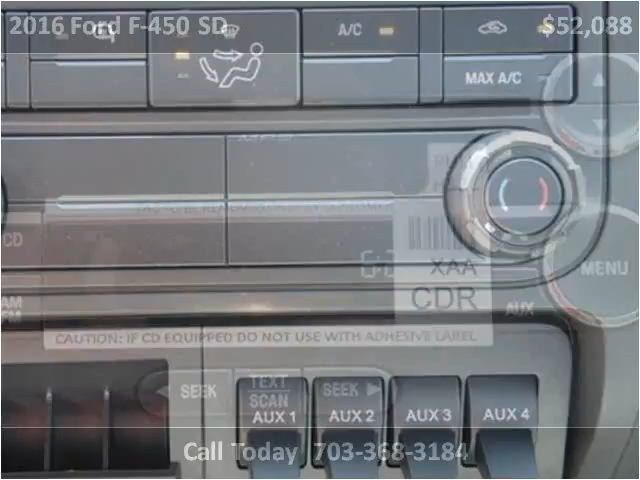 2016 Ford F-450 SD $52,088
A/C
MAX A/C
CD
XAA
MENU
CDR
AM
FM
AUX
CAUTION: IF CD EQUIPPED DO NOT USE WITH ADHESIVE LABEL
SEEK TEXT SCAN SEEK
AUX 1 AUX 2 AUX 3 AUX 4
Call Today 703-368-3184